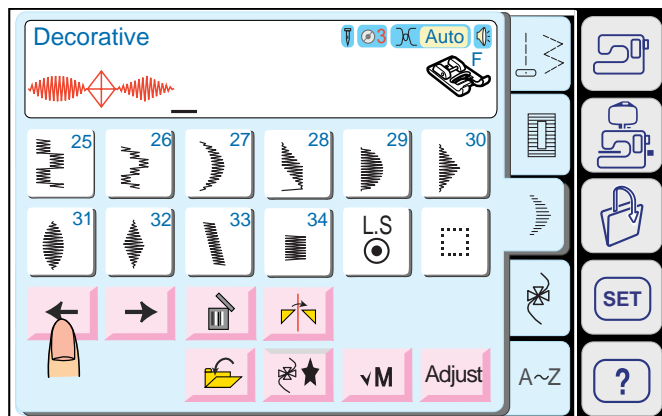 Decorative 3 Auto
F
25 26 27 28 29 30
31 32 33 34 L.S
SET
M Adjust A~Z ?